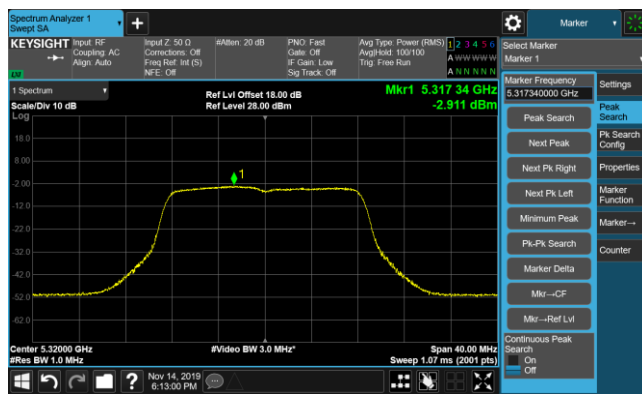 Spectrum Analyzer 1
Swept SA
Marker
KEYSIGHT
Input: RF
Coupling: AC
Align: Auto
Input Z: 50 Ω
Corrections: Off
Freq Ref: Int (S)
NFE: Off
#Atten: 20 dB
PNO: Fast
Gate: Off
IF Gain: Low
Sig Track: Off
Avg Type: Power (RMS)
Avg|Hold: 100/100
Trig: Free Run
1 2 3 4 5 6
A W W W W W
A N N N N N
Select Marker
Marker 1
1 Spectrum
Scale/Div 10 dB
Log
Ref Lvl Offset 18.00 dB
Ref Level 28.00 dBm
Mkr1 5.317 34 GHz
-2.911 dBm
18.0
8.00
-2.00
-12.0
-22.0
-32.0
-42.0
-52.0
-62.0
1
Center 5.32000 GHz
#Res BW 1.0 MHz
#Video BW 3.0 MHz*
Span 40.00 MHz
Sweep 1.07 ms (2001 pts)
Marker Frequency
5.317340000 GHz
Peak Search
Next Peak
Next Pk Right
Next Pk Left
Minimum Peak
Pk-Pk Search
Marker Delta
Mkr→CF
Mkr→Ref Lvl
Continuous Peak
Search
On
Off
Settings
Peak
Search
Pk Search
Config
Properties
Marker
Function
Marker→
Counter
?
Nov 14, 2019
6:13:00 PM